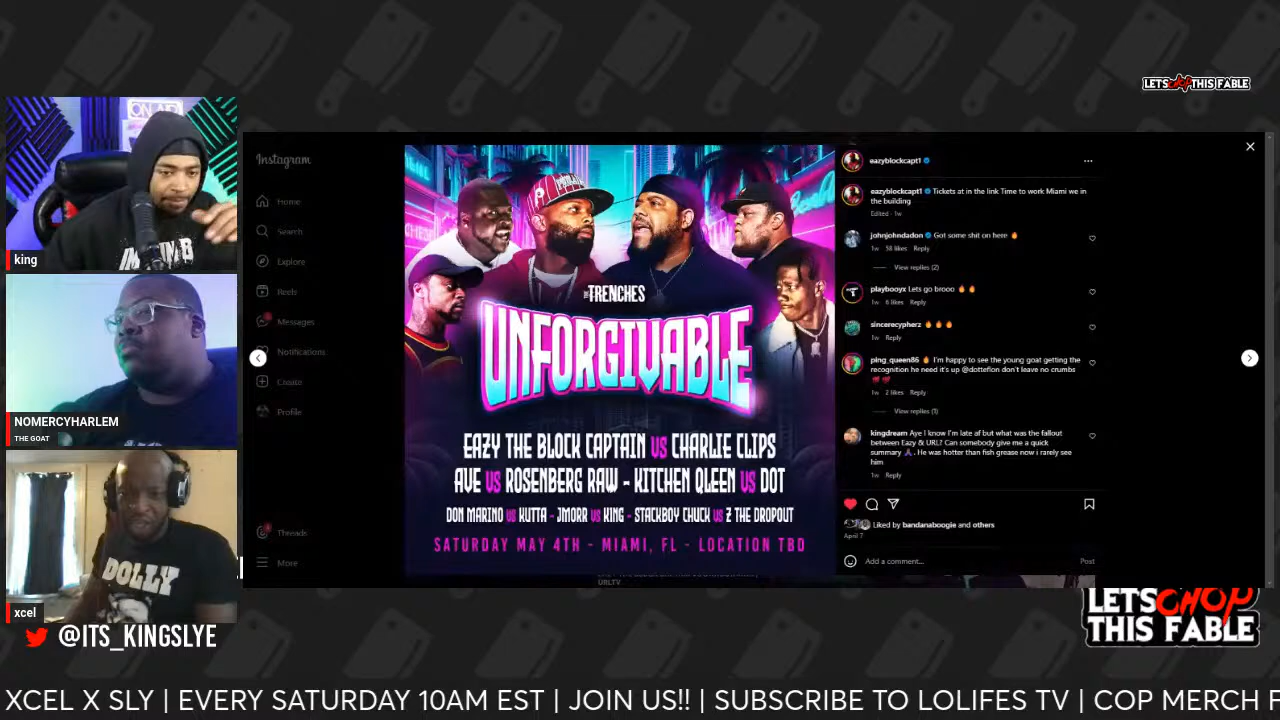 LETS CHOP THIS FABLE
ON AIR
king
NOMERCYHARLEM
THE GOAT
DOLLY
xcel
@ITS_KINGSLYE
Instagram
Home
Search
Explore
Reels
Messages
Notifications
Create
Profile
Threads
More
THE TRENCHES
UNFORGIVABLE
EAZY THE BLOCK CAPTAIN VS CHARLIE CLIPS
AVE VS ROSENBERG RAW - KITCHEN QLEEN VS DOT
DON MARINO VS KUTTA - JMORR VS KING - STACKBOY CHUCK VS Z THE DROPOUT
SATURDAY MAY 4TH - MIAMI, FL - LOCATION TBD
URLTV
eazyblockcapt1
eazyblockcapt1 Tickets at in the link Time to work Miami we in
the building
Edited · 1w
johnjohndadon Got some shit on here 🔥
1w 58 likes Reply
View replies (2)
playbooyx Lets go brooo 🔥 🔥
1w 6 likes Reply
sincerecypherz 🔥 🔥 🔥
1w Reply
ping_queen86 🔥 I'm happy to see the young goat getting the
recognition he need it's up @dotteflon don't leave no crumbs
1w 2 likes Reply
View replies (1)
kingdream Aye I know I'm late af but what was the fallout
between Eazy & URL? Can somebody give me a quick
summary 🙏🏿. He was hotter than fish grease now i rarely see
him
1w Reply
Liked by bandanaboogie and others
April 7
Add a comment...
Post
LETS CHOP
THIS FABLE
XCEL X SLY | EVERY SATURDAY 10AM EST | JOIN US!! | SUBSCRIBE TO LOLIFES TV | COP MERCH F